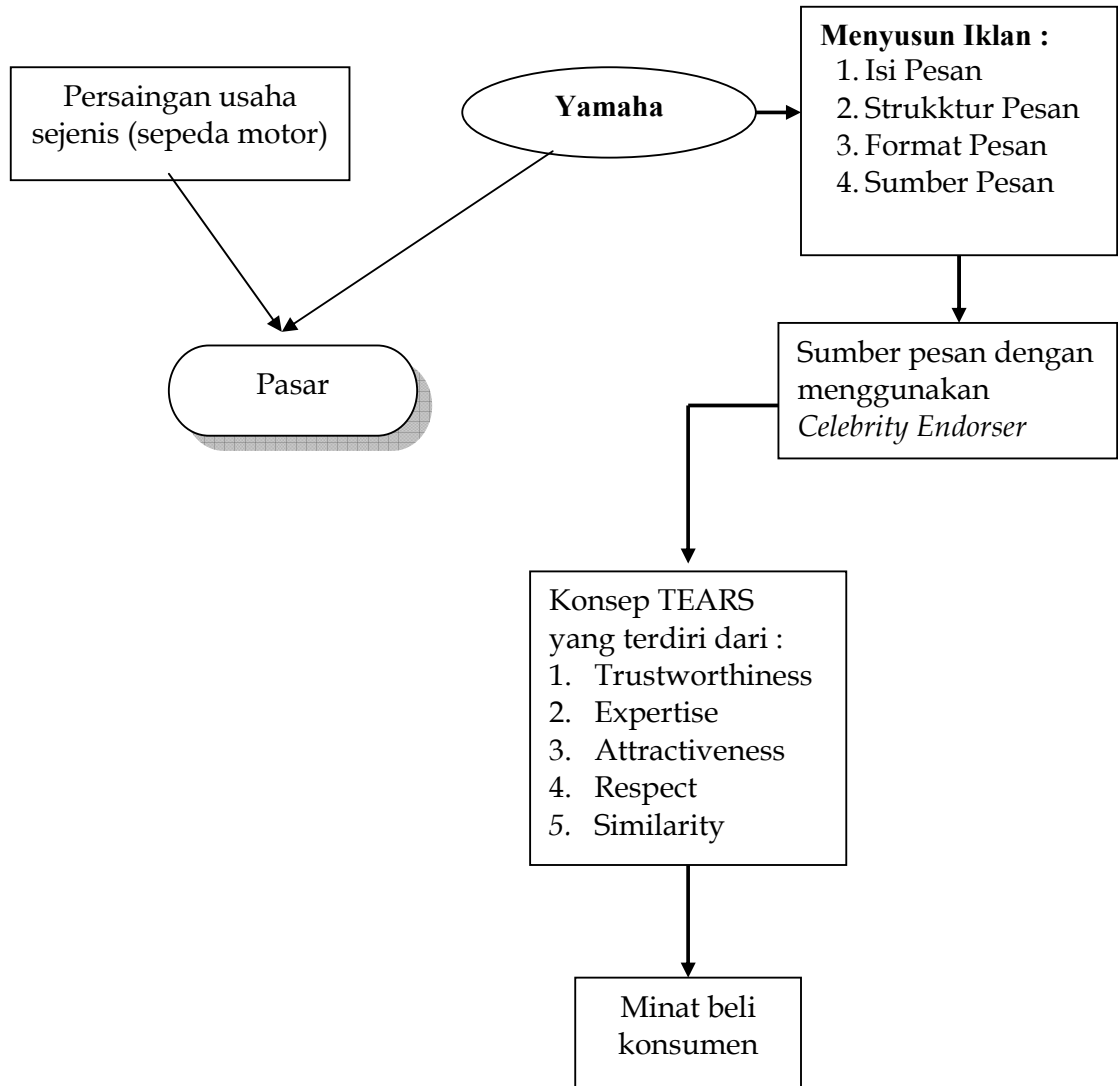 Persaingan usaha
sejenis (sepeda motor)
Yamaha
Menyusun Iklan :
1. Isi Pesan
2. Strukktur Pesan
3. Format Pesan
4. Sumber Pesan
Pasar
Sumber pesan dengan
menggunakan
Celebrity Endorser
Konsep TEARS
yang terdiri dari :
1. Trustworthiness
2. Expertise
3. Attractiveness
4. Respect
5. Similarity
Minat beli
konsumen